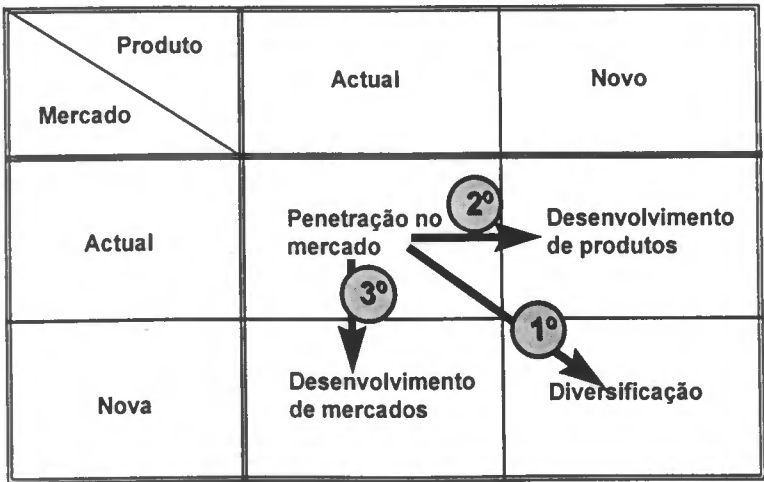 Produto
Mercado
Actual
Novo
Actual
Penetração no
mercado
2º
Desenvolvimento
de produtos
3º
1º
Nova
Desenvolvimento
de mercados
Diversificação